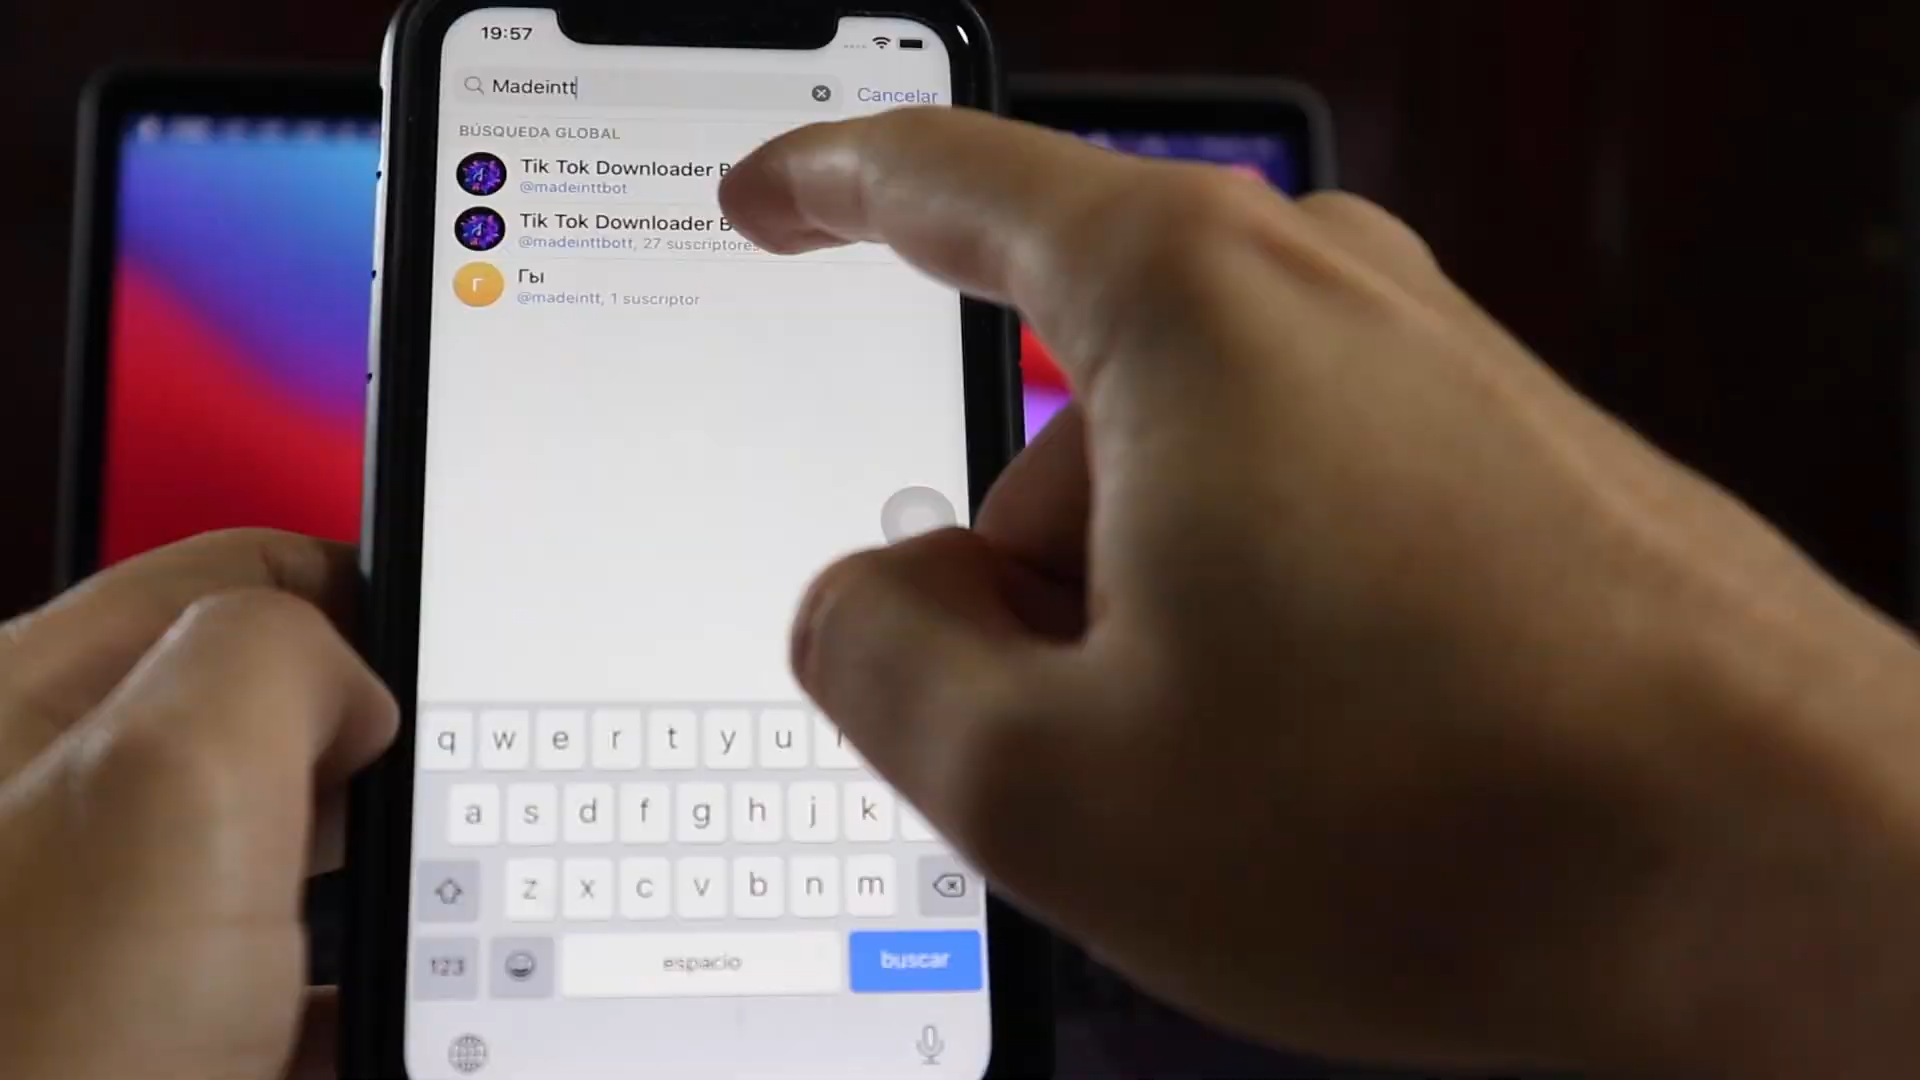 19:57
Madeintt
Cancelar
BÚSQUEDA GLOBAL
Tik Tok Downloader
@madeinttbot
Tik Tok Downloader
@madeinttbott, 27 suscriptores
Г
Гы
@madeintt, 1 suscriptor
q w e r t y u
a s d f g h j k
z x c v b n m
123
espacio
buscar